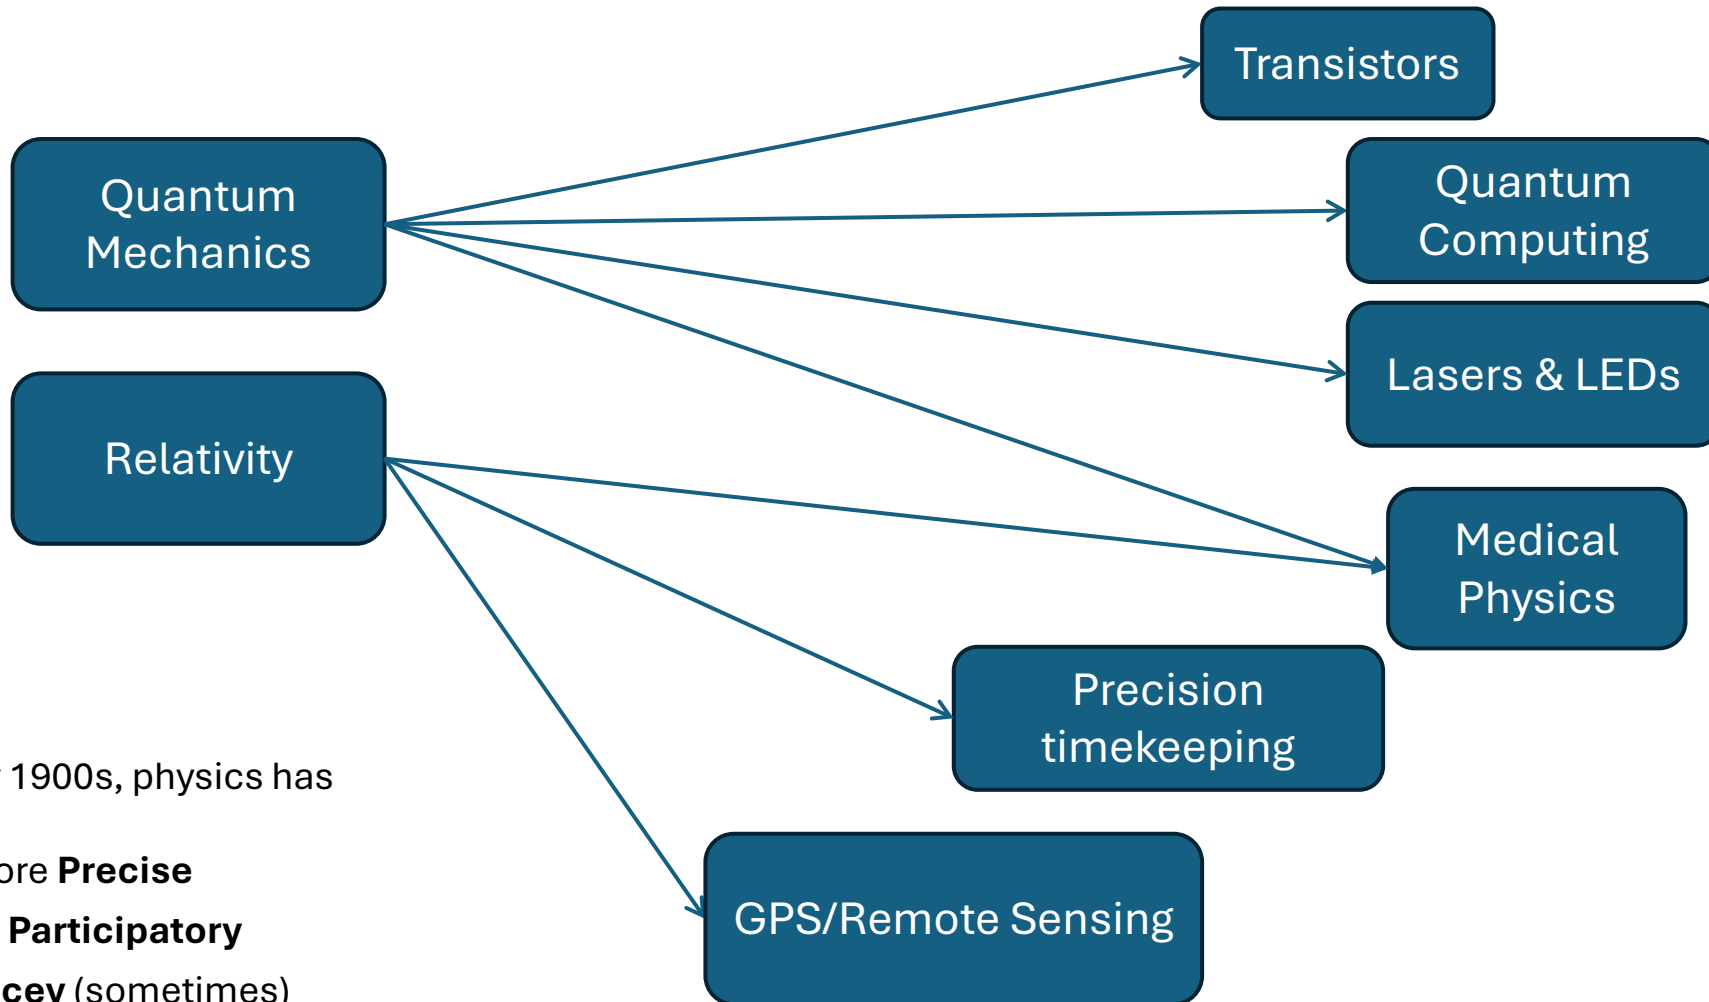 Transistors
Quantum
Mechanics
Quantum
Computing
Lasers & LEDs
Relativity
Medical
Physics
Precision
timekeeping
1900s, physics has
ore Precise
Participatory
cey (sometimes)
GPS/Remote Sensing